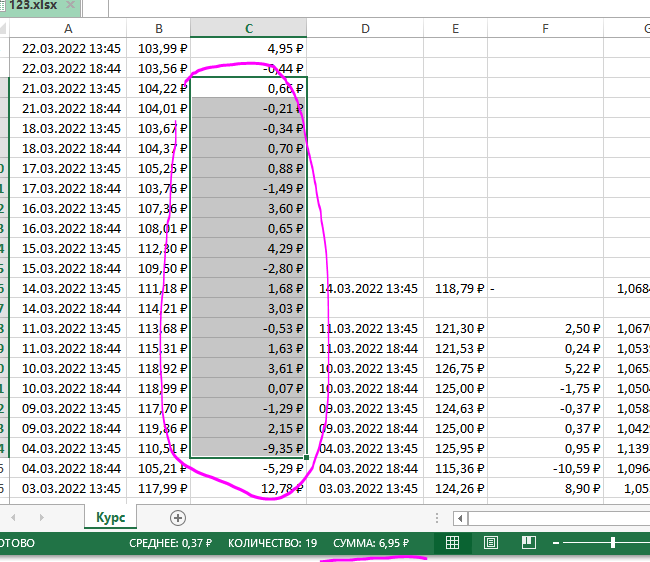 123.xlsx
A B C D E F G
22.03.2022 13:45 103,99 ₽ 4,95 ₽
22.03.2022 18:44 103,56 ₽ -0,44 ₽
21.03.2022 13:45 104,22 ₽ 0,66 ₽
21.03.2022 18:44 104,01 ₽ -0,21 ₽
18.03.2022 13:45 103,67 ₽ -0,34 ₽
18.03.2022 18:44 104,37 ₽ 0,70 ₽
0 17.03.2022 13:45 105,25 ₽ 0,88 ₽
1 17.03.2022 18:44 103,76 ₽ -1,49 ₽
2 16.03.2022 13:45 107,36 ₽ 3,60 ₽
3 16.03.2022 18:44 108,01 ₽ 0,65 ₽
4 15.03.2022 13:45 112,30 ₽ 4,29 ₽
5 15.03.2022 18:44 109,50 ₽ -2,80 ₽
6 14.03.2022 13:45 111,18 ₽ 1,68 ₽ 14.03.2022 13:45 118,79 ₽ - 1,068
7 14.03.2022 18:44 114,21 ₽ 3,03 ₽
8 11.03.2022 13:45 113,68 ₽ -0,53 ₽ 11.03.2022 13:45 121,30 ₽ 2,50 ₽ 1,067
9 11.03.2022 18:44 115,31 ₽ 1,63 ₽ 11.03.2022 18:44 121,53 ₽ 0,24 ₽ 1,053
0 10.03.2022 13:45 118,92 ₽ 3,61 ₽ 10.03.2022 13:45 126,75 ₽ 5,22 ₽ 1,065
1 10.03.2022 18:44 118,99 ₽ 0,07 ₽ 10.03.2022 18:44 125,00 ₽ -1,75 ₽ 1,050
2 09.03.2022 13:45 117,70 ₽ -1,29 ₽ 09.03.2022 13:45 124,63 ₽ -0,37 ₽ 1,058
3 09.03.2022 18:44 119,86 ₽ 2,15 ₽ 09.03.2022 18:44 125,00 ₽ 0,37 ₽ 1,042
4 04.03.2022 13:45 110,51 ₽ -9,35 ₽ 04.03.2022 13:45 125,95 ₽ 0,95 ₽ 1,139
5 04.03.2022 18:44 105,21 ₽ -5,29 ₽ 04.03.2022 18:44 115,36 ₽ -10,59 ₽ 1,096
6 03.03.2022 13:45 117,99 ₽ 12,78 ₽ 03.03.2022 13:45 124,26 ₽ 8,90 ₽ 1,05
Курс
ОТОВО СРЕДНЕЕ: 0,37 ₽ КОЛИЧЕСТВО: 19 СУММА: 6,95 ₽